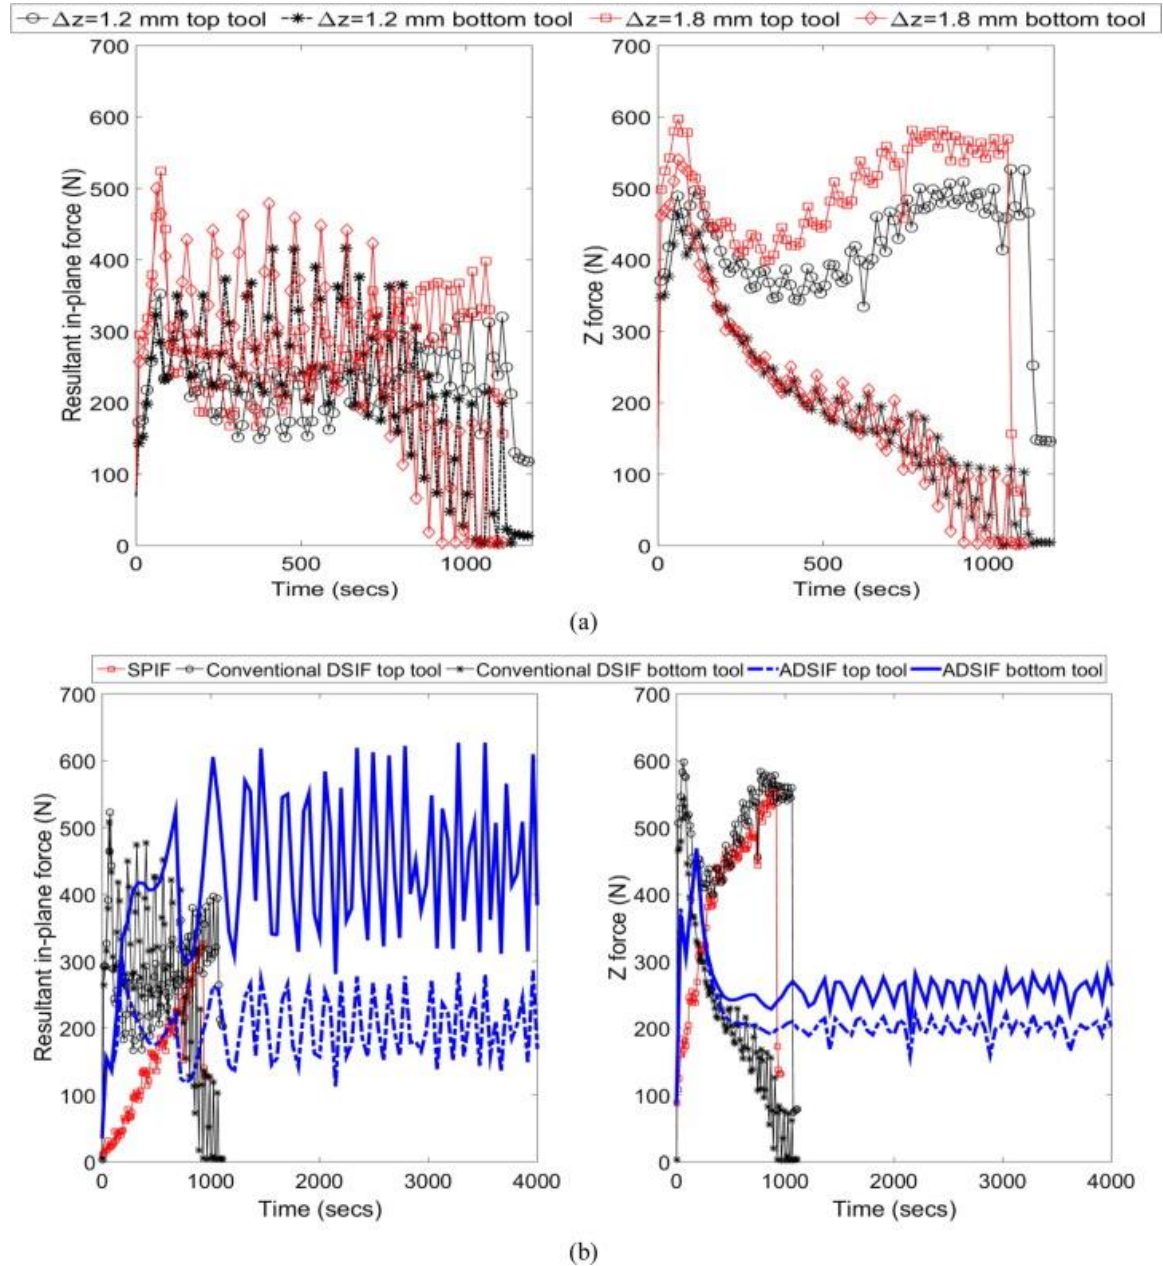 Δz=1.2 mm top tool Δz=1.2 mm bottom tool Δz=1.8 mm top tool Δz=1.8 mm bottom tool
700
600
500
400
300
200
100
0
Resultant in-plane force (N)
0 500 1000
Time (secs)
700
600
500
400
300
200
100
0
Z force (N)
0 500 1000
Time (secs)
(a)
SPIF Conventional DSIF top tool Conventional DSIF bottom tool ADSIF top tool ADSIF bottom tool
700
600
500
400
300
200
100
0
Resultant in-plane force (N)
0 1000 2000 3000 4000
Time (secs)
700
600
500
400
300
200
100
0
Z force (N)
0 1000 2000 3000 4000
Time (secs)
(b)